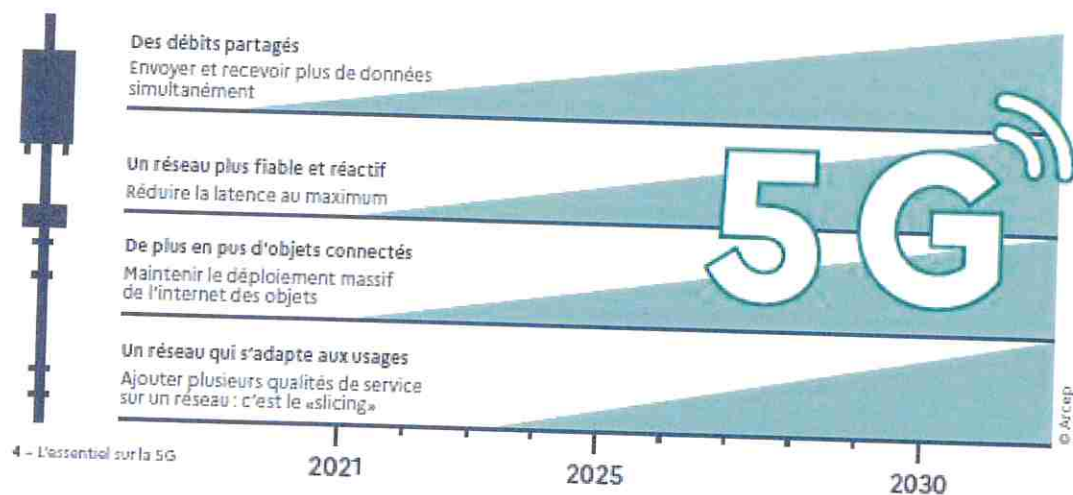 Des débits partagés
Envoyer et recevoir plus de données
simultanément
Un réseau plus fiable et réactif
Réduire la latence au maximum
De plus en pus d'objets connectés
Maintenir le déploiement massif
de l'internet des objets
Un réseau qui s'adapte aux usages
Ajouter plusieurs qualités de service
sur un réseau : c'est le «slicing»
5G
© Arcep
2021
2025
2030
4 – L'essentiel sur la 5G